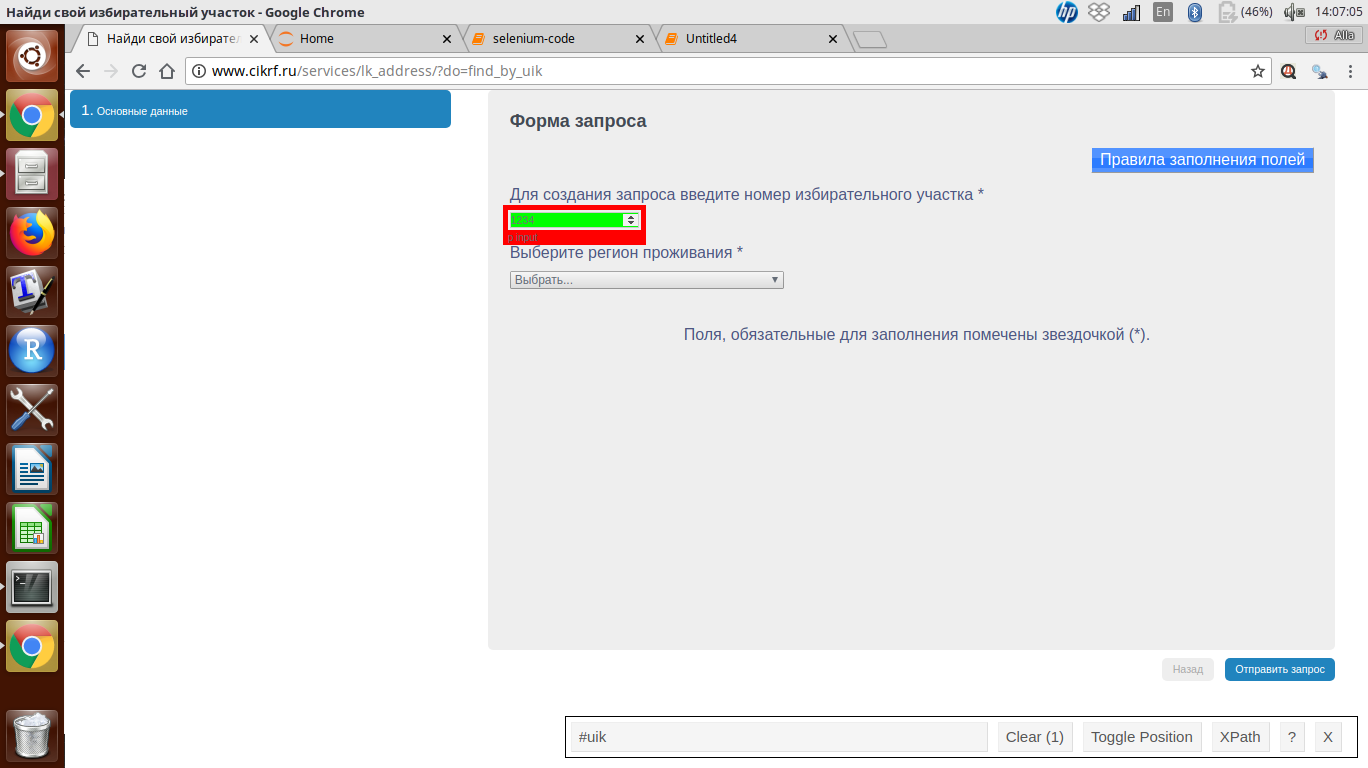 Найди свой избирательный участок - Google Chrome
En (46%) 14:07:05
Найди свой избирател
Home
selenium-code
Untitled4
Alla
www.cikrf.ru/services/lk_address/?do=find_by_uik
1. Основные данные
Форма запроса
Правила заполнения полей
Для создания запроса введите номер избирательного участка *
1234
p input
Выберите регион проживания *
Выбрать...
Поля, обязательные для заполнения помечены звездочкой (*).
Назад
Отправить запрос
#uik
Clear (1)
Toggle Position
XPath
?
X